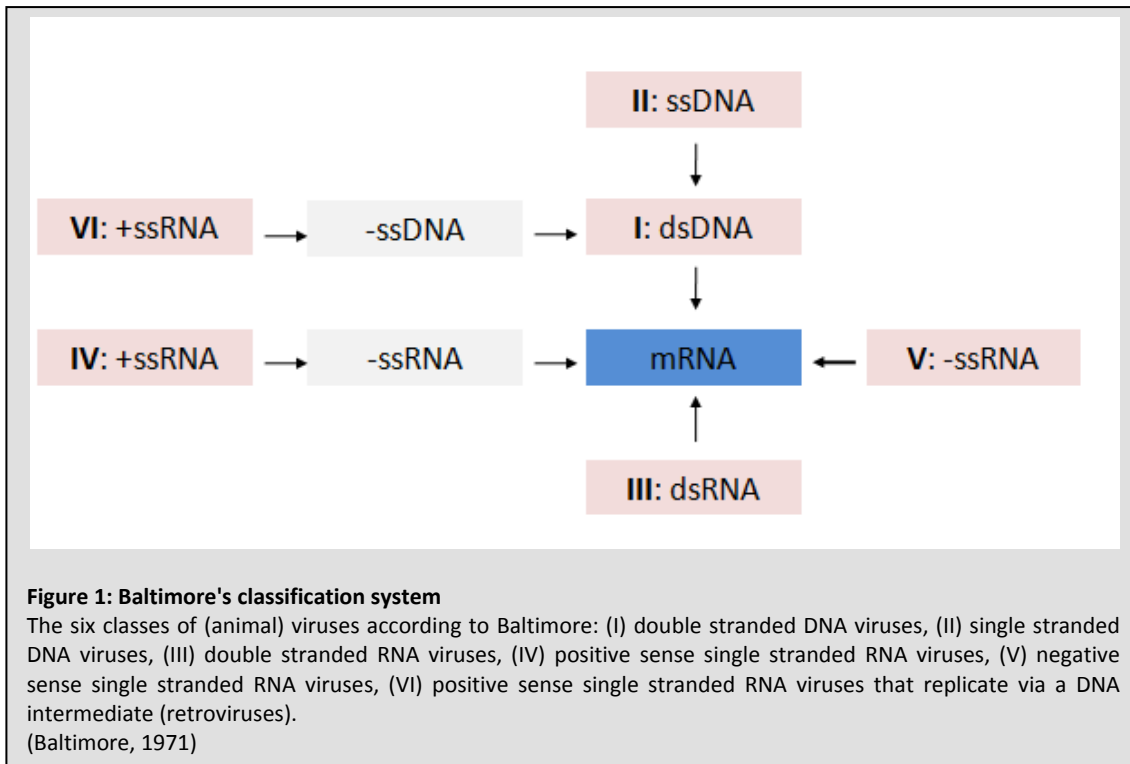 II: ssDNA
VI: +ssRNA
-ssDNA
I: dsDNA
IV: +ssRNA
-ssRNA
mRNA
V: -ssRNA
III: dsRNA
Figure 1: Baltimore's classification system
The six classes of (animal) viruses according to Baltimore: (I) double stranded DNA viruses, (II) single stranded
DNA viruses, (III) double stranded RNA viruses, (IV) positive sense single stranded RNA viruses, (V) negative
sense single stranded RNA viruses, (VI) positive sense single stranded RNA viruses that replicate via a DNA
intermediate (retroviruses).
(Baltimore, 1971)